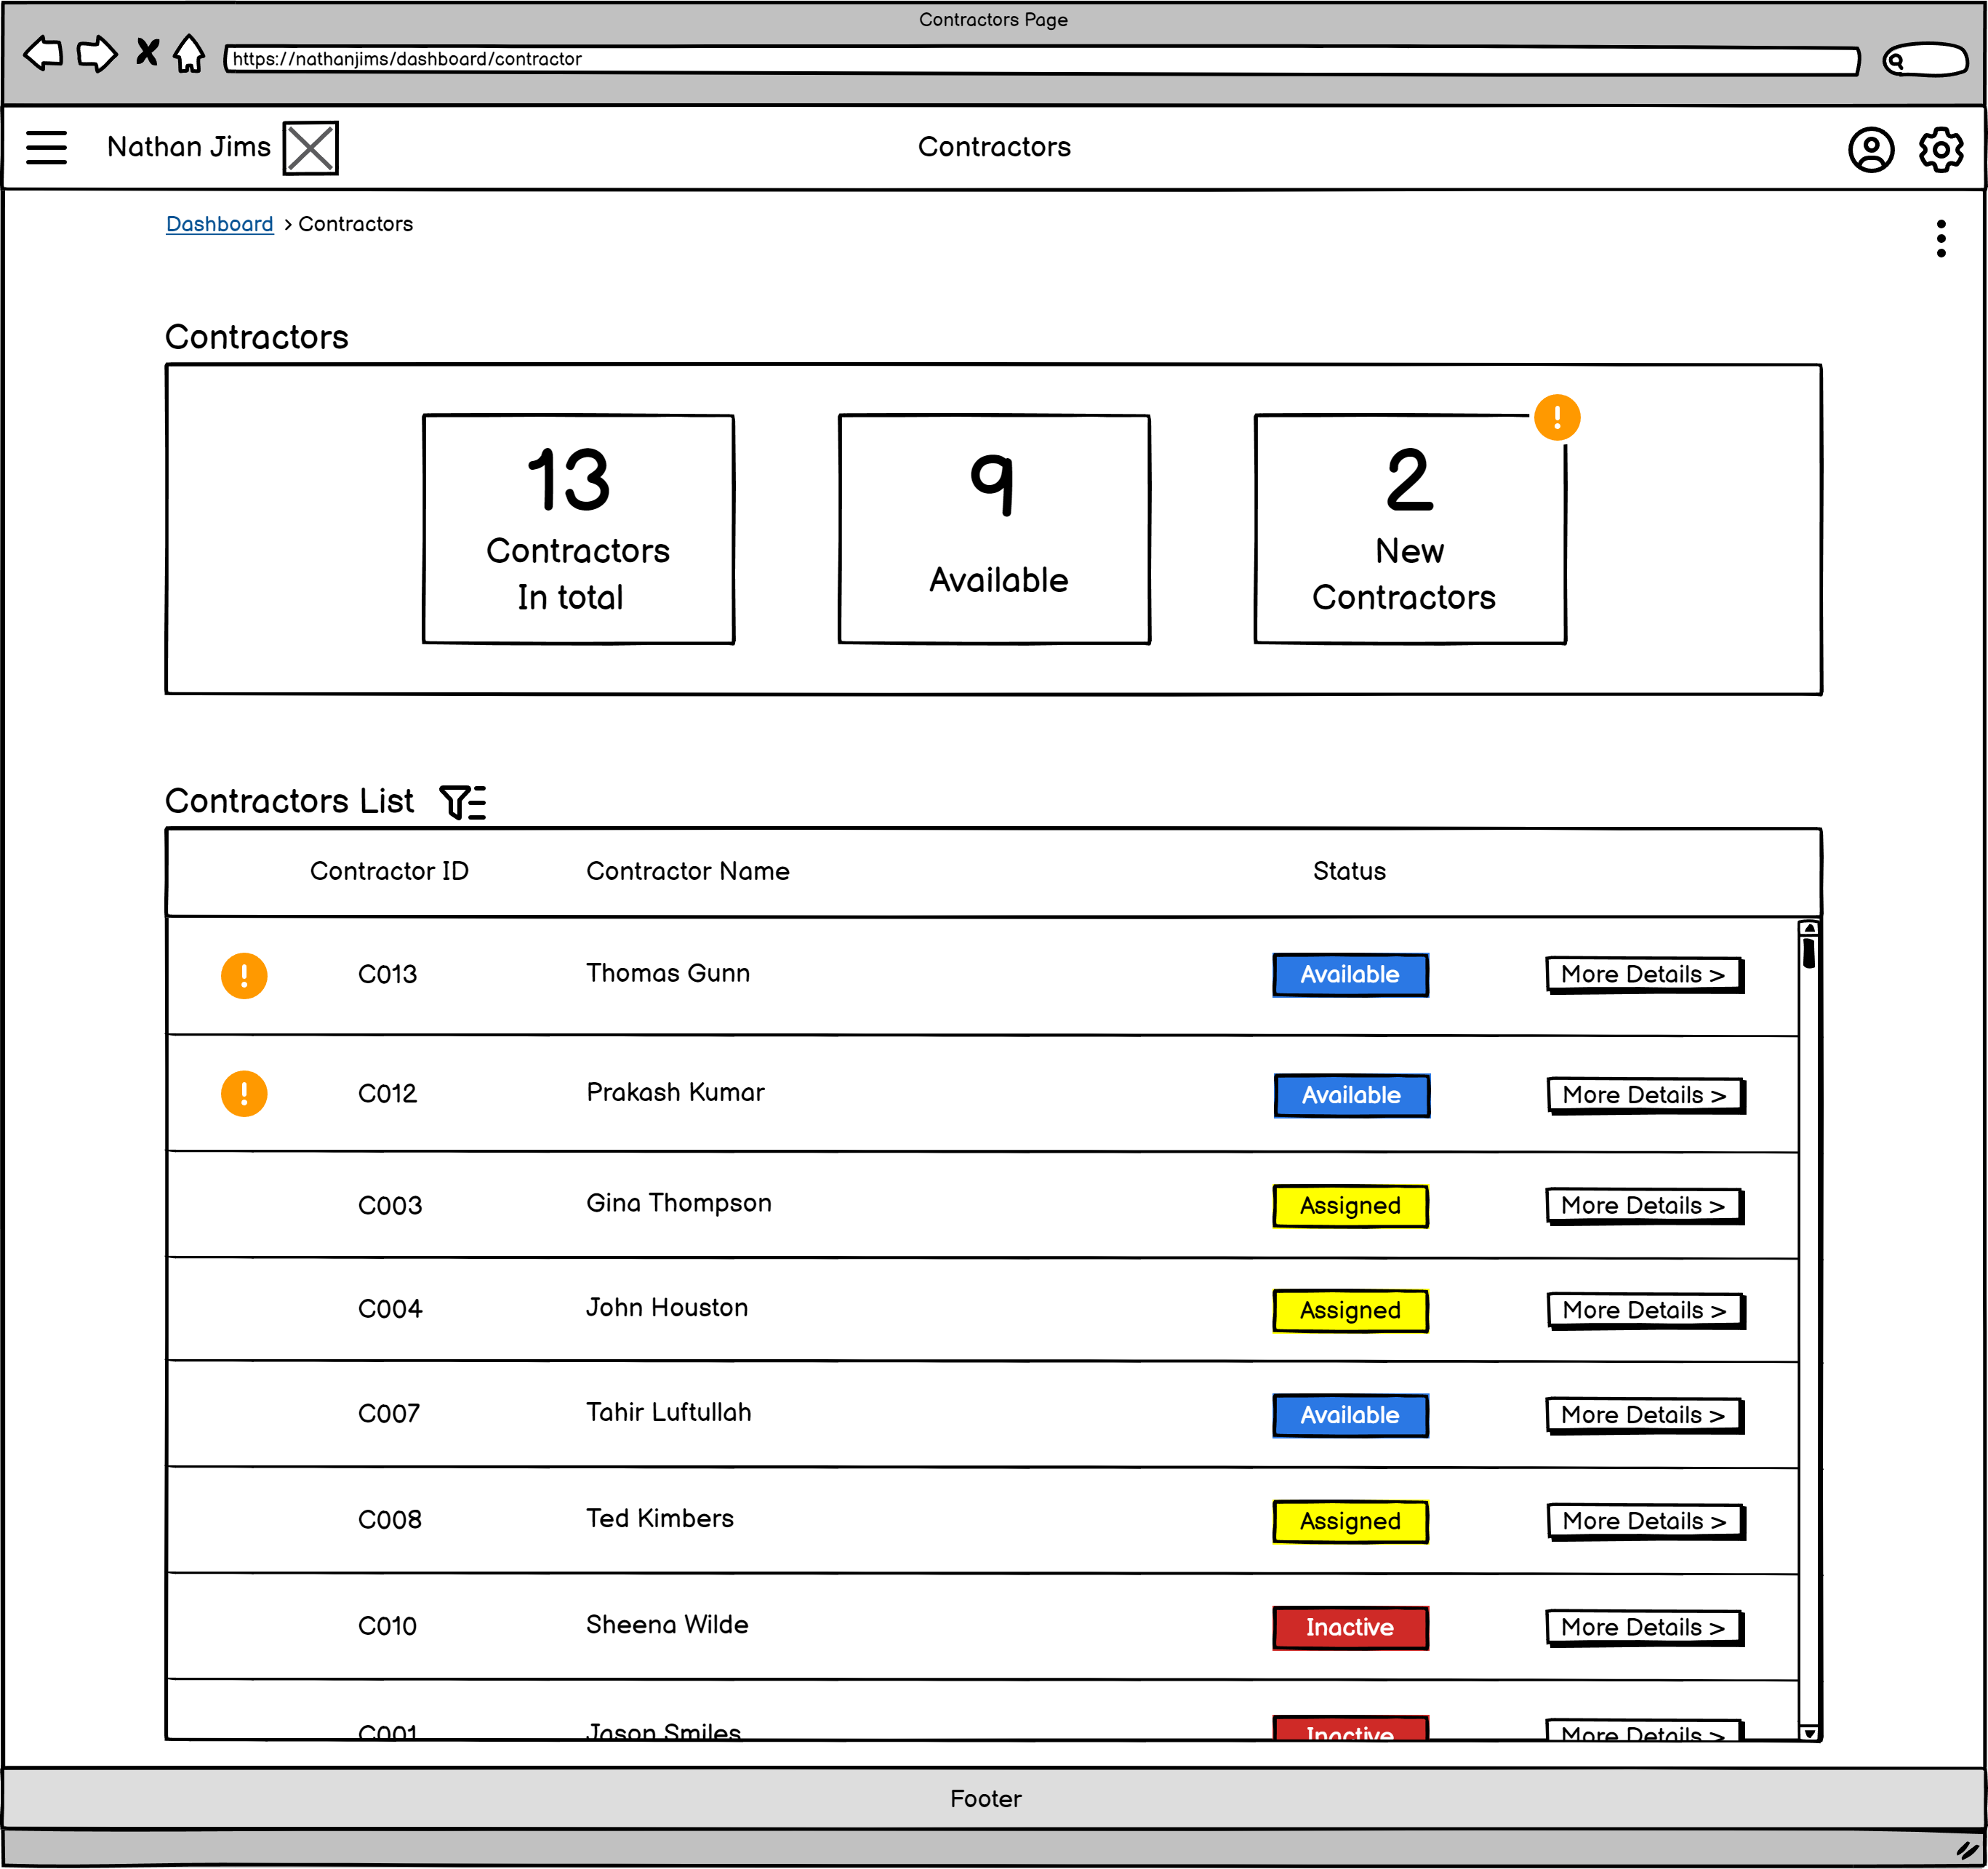 Contractors Page
https://nathanjims/dashboard/contractor
Nathan Jims
Contractors
Dashboard > Contractors
Contractors
13
Contractors
In total
9
Available
2
New
Contractors
Contractors List
Contractor ID Contractor Name Status
C013 Thomas Gunn Available More Details >
C012 Prakash Kumar Available More Details >
C003 Gina Thompson Assigned More Details >
C004 John Houston Assigned More Details >
C007 Tahir Luftullah Available More Details >
C008 Ted Kimbers Assigned More Details >
C010 Sheena Wilde Inactive More Details >
C001 Jason Smiles Inactive More Details >
Footer